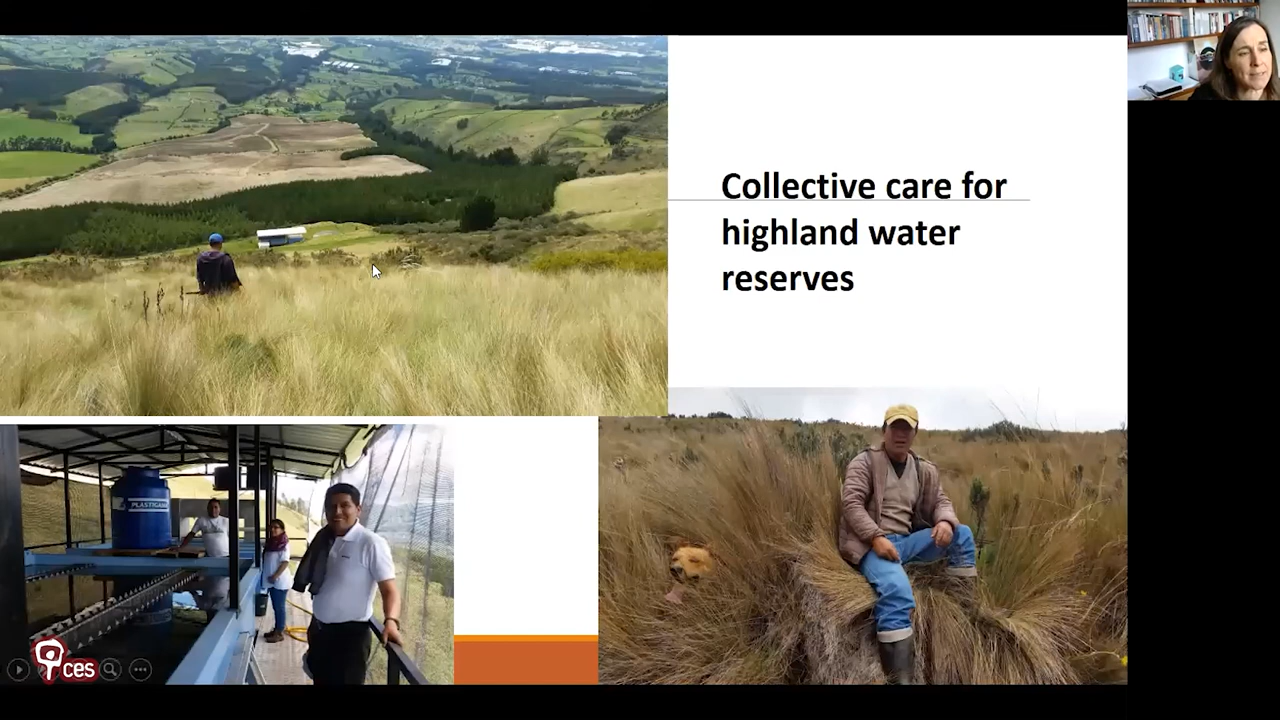 Collective care for
highland water
reserves
PLASTIGAMA
ces